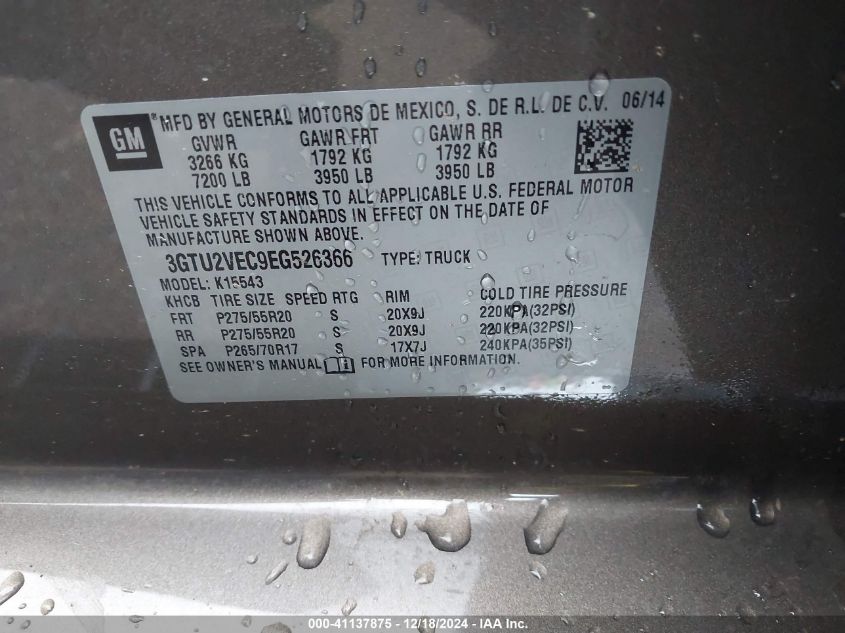 GM ® MFD BY GENERAL MOTORS DE MEXICO, S. DE R.L. DE C.V. 06/14
GVWR GAWR FRT GAWR RR
3266 KG 1792 KG 1792 KG
7200 LB 3950 LB 3950 LB
THIS VEHICLE CONFORMS TO ALL APPLICABLE U.S. FEDERAL MOTOR
VEHICLE SAFETY STANDARDS IN EFFECT ON THE DATE OF
MANUFACTURE SHOWN ABOVE.
3GTU2VEC9EG526366 TYPE: TRUCK
MODEL: K15543
KHCB TIRE SIZE SPEED RTG RIM COLD TIRE PRESSURE
FRT P275/55R20 S 20X9J 220KPA(32PSI)
RR P275/55R20 S 20X9J 220KPA(32PSI)
SPA P265/70R17 S 17X7J 240KPA(35PSI)
SEE OWNER'S MANUAL FOR MORE INFORMATION.
000-41137875 - 12/18/2024 - IAA Inc.